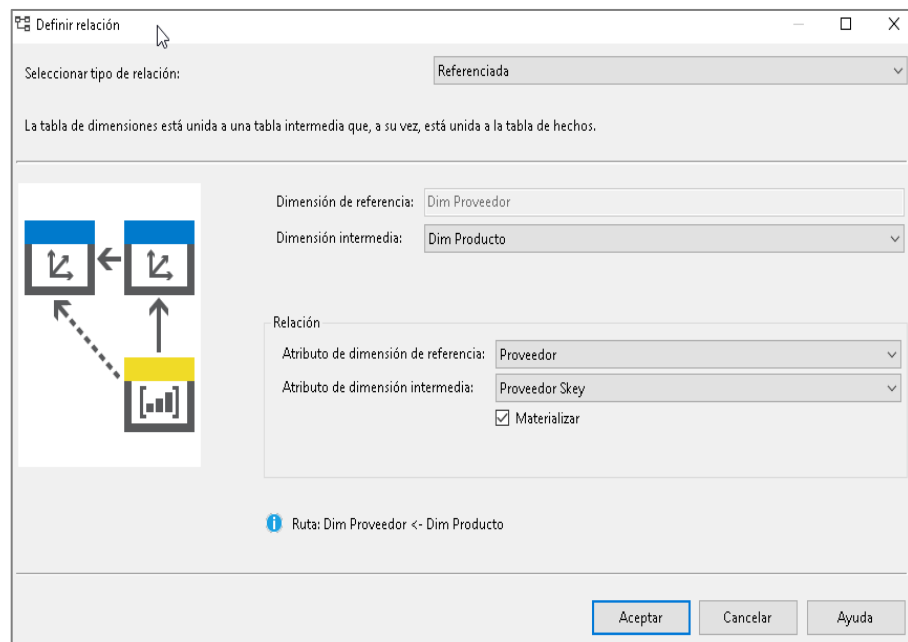 Definir relación
Seleccionar tipo de relación: Referenciada
La tabla de dimensiones está unida a una tabla intermedia que, a su vez, está unida a la tabla de hechos.
Dimensión de referencia: Dim Proveedor
Dimensión intermedia: Dim Producto
Relación
Atributo de dimensión de referencia: Proveedor
Atributo de dimensión intermedia: Proveedor Skey
Materializar
Ruta: Dim Proveedor <- Dim Producto
Aceptar Cancelar Ayuda